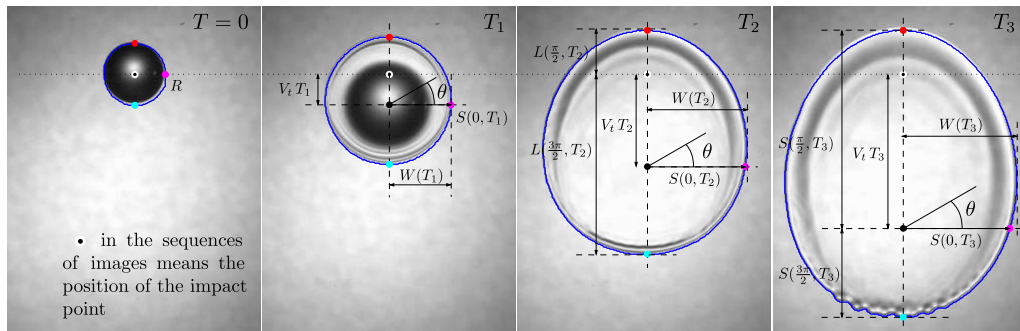 T = 0
R
in the sequences
of images means the
position of the impact
point
T₁
VₜT₁
θ
S(0, T₁)
W(T₁)
T₂
L(π/2, T₂)
W(T₂)
VₜT₂
L(3π/2, T₂)
θ
S(0, T₂)
T₃
W(T₃)
S(π/2, T₃)
VₜT₃
θ
S(0, T₃)
S(3π/2, T₃)